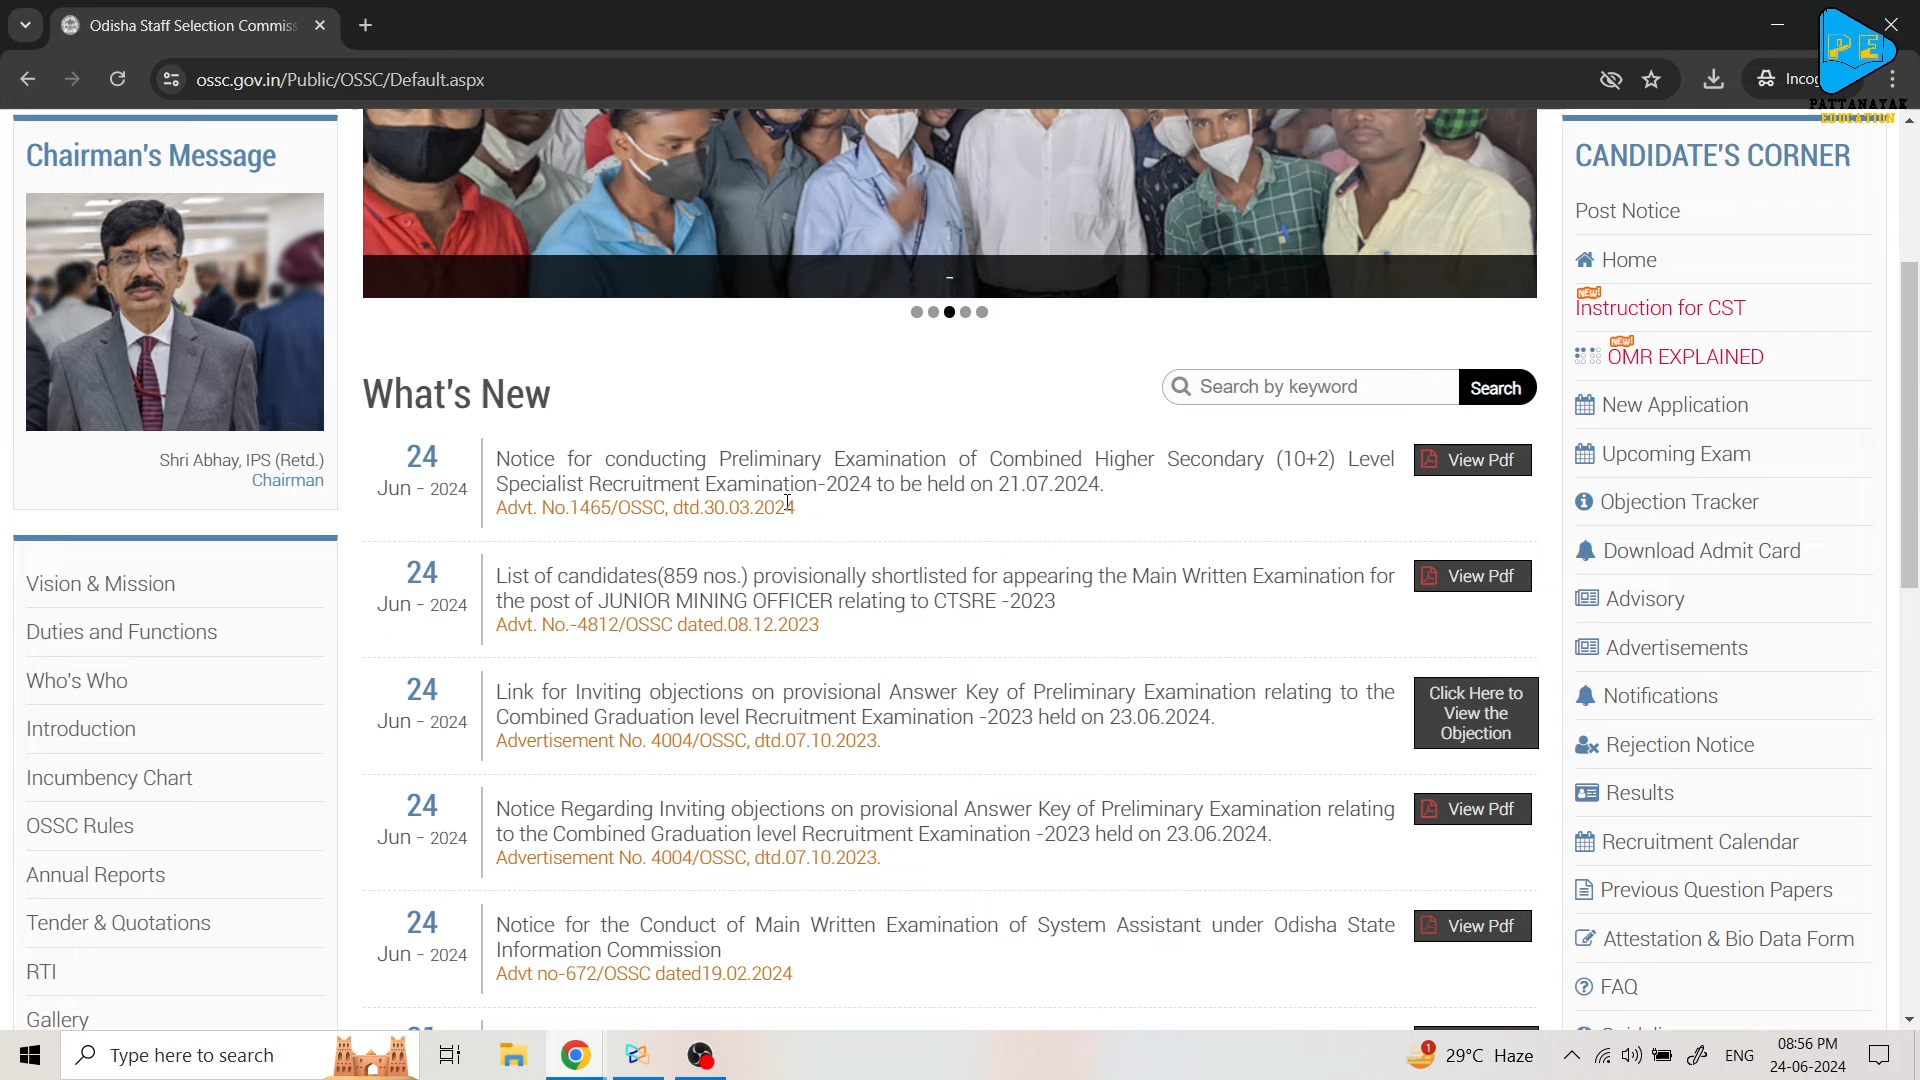 Odisha Staff Selection Commiss
ossc.gov.in/Public/OSSC/Default.aspx
Incog
PE
PATTANAYAK
EDUCATION
Chairman's Message
Shri Abhay, IPS (Retd.)
Chairman
Vision & Mission
Duties and Functions
Who's Who
Introduction
Incumbency Chart
OSSC Rules
Annual Reports
Tender & Quotations
RTI
Gallery
–
What's New
Search by keyword
Search
24
Jun - 2024
Notice for conducting Preliminary Examination of Combined Higher Secondary (10+2) Level
Specialist Recruitment Examination-2024 to be held on 21.07.2024.
Advt. No.1465/OSSC, dtd.30.03.2024
View Pdf
24
Jun - 2024
List of candidates(859 nos.) provisionally shortlisted for appearing the Main Written Examination for
the post of JUNIOR MINING OFFICER relating to CTSRE -2023
Advt. No.-4812/OSSC dated.08.12.2023
View Pdf
24
Jun - 2024
Link for Inviting objections on provisional Answer Key of Preliminary Examination relating to the
Combined Graduation level Recruitment Examination -2023 held on 23.06.2024.
Advertisement No. 4004/OSSC, dtd.07.10.2023.
Click Here to
View the
Objection
24
Jun - 2024
Notice Regarding Inviting objections on provisional Answer Key of Preliminary Examination relating
to the Combined Graduation level Recruitment Examination -2023 held on 23.06.2024.
Advertisement No. 4004/OSSC, dtd.07.10.2023.
View Pdf
24
Jun - 2024
Notice for the Conduct of Main Written Examination of System Assistant under Odisha State
Information Commission
Advt no-672/OSSC dated19.02.2024
View Pdf
CANDIDATE'S CORNER
Post Notice
Home
NEW!
Instruction for CST
NEW!
OMR EXPLAINED
New Application
Upcoming Exam
Objection Tracker
Download Admit Card
Advisory
Advertisements
Notifications
Rejection Notice
Results
Recruitment Calendar
Previous Question Papers
Attestation & Bio Data Form
FAQ
Type here to search
1
29°C Haze
ENG
08:56 PM
24-06-2024